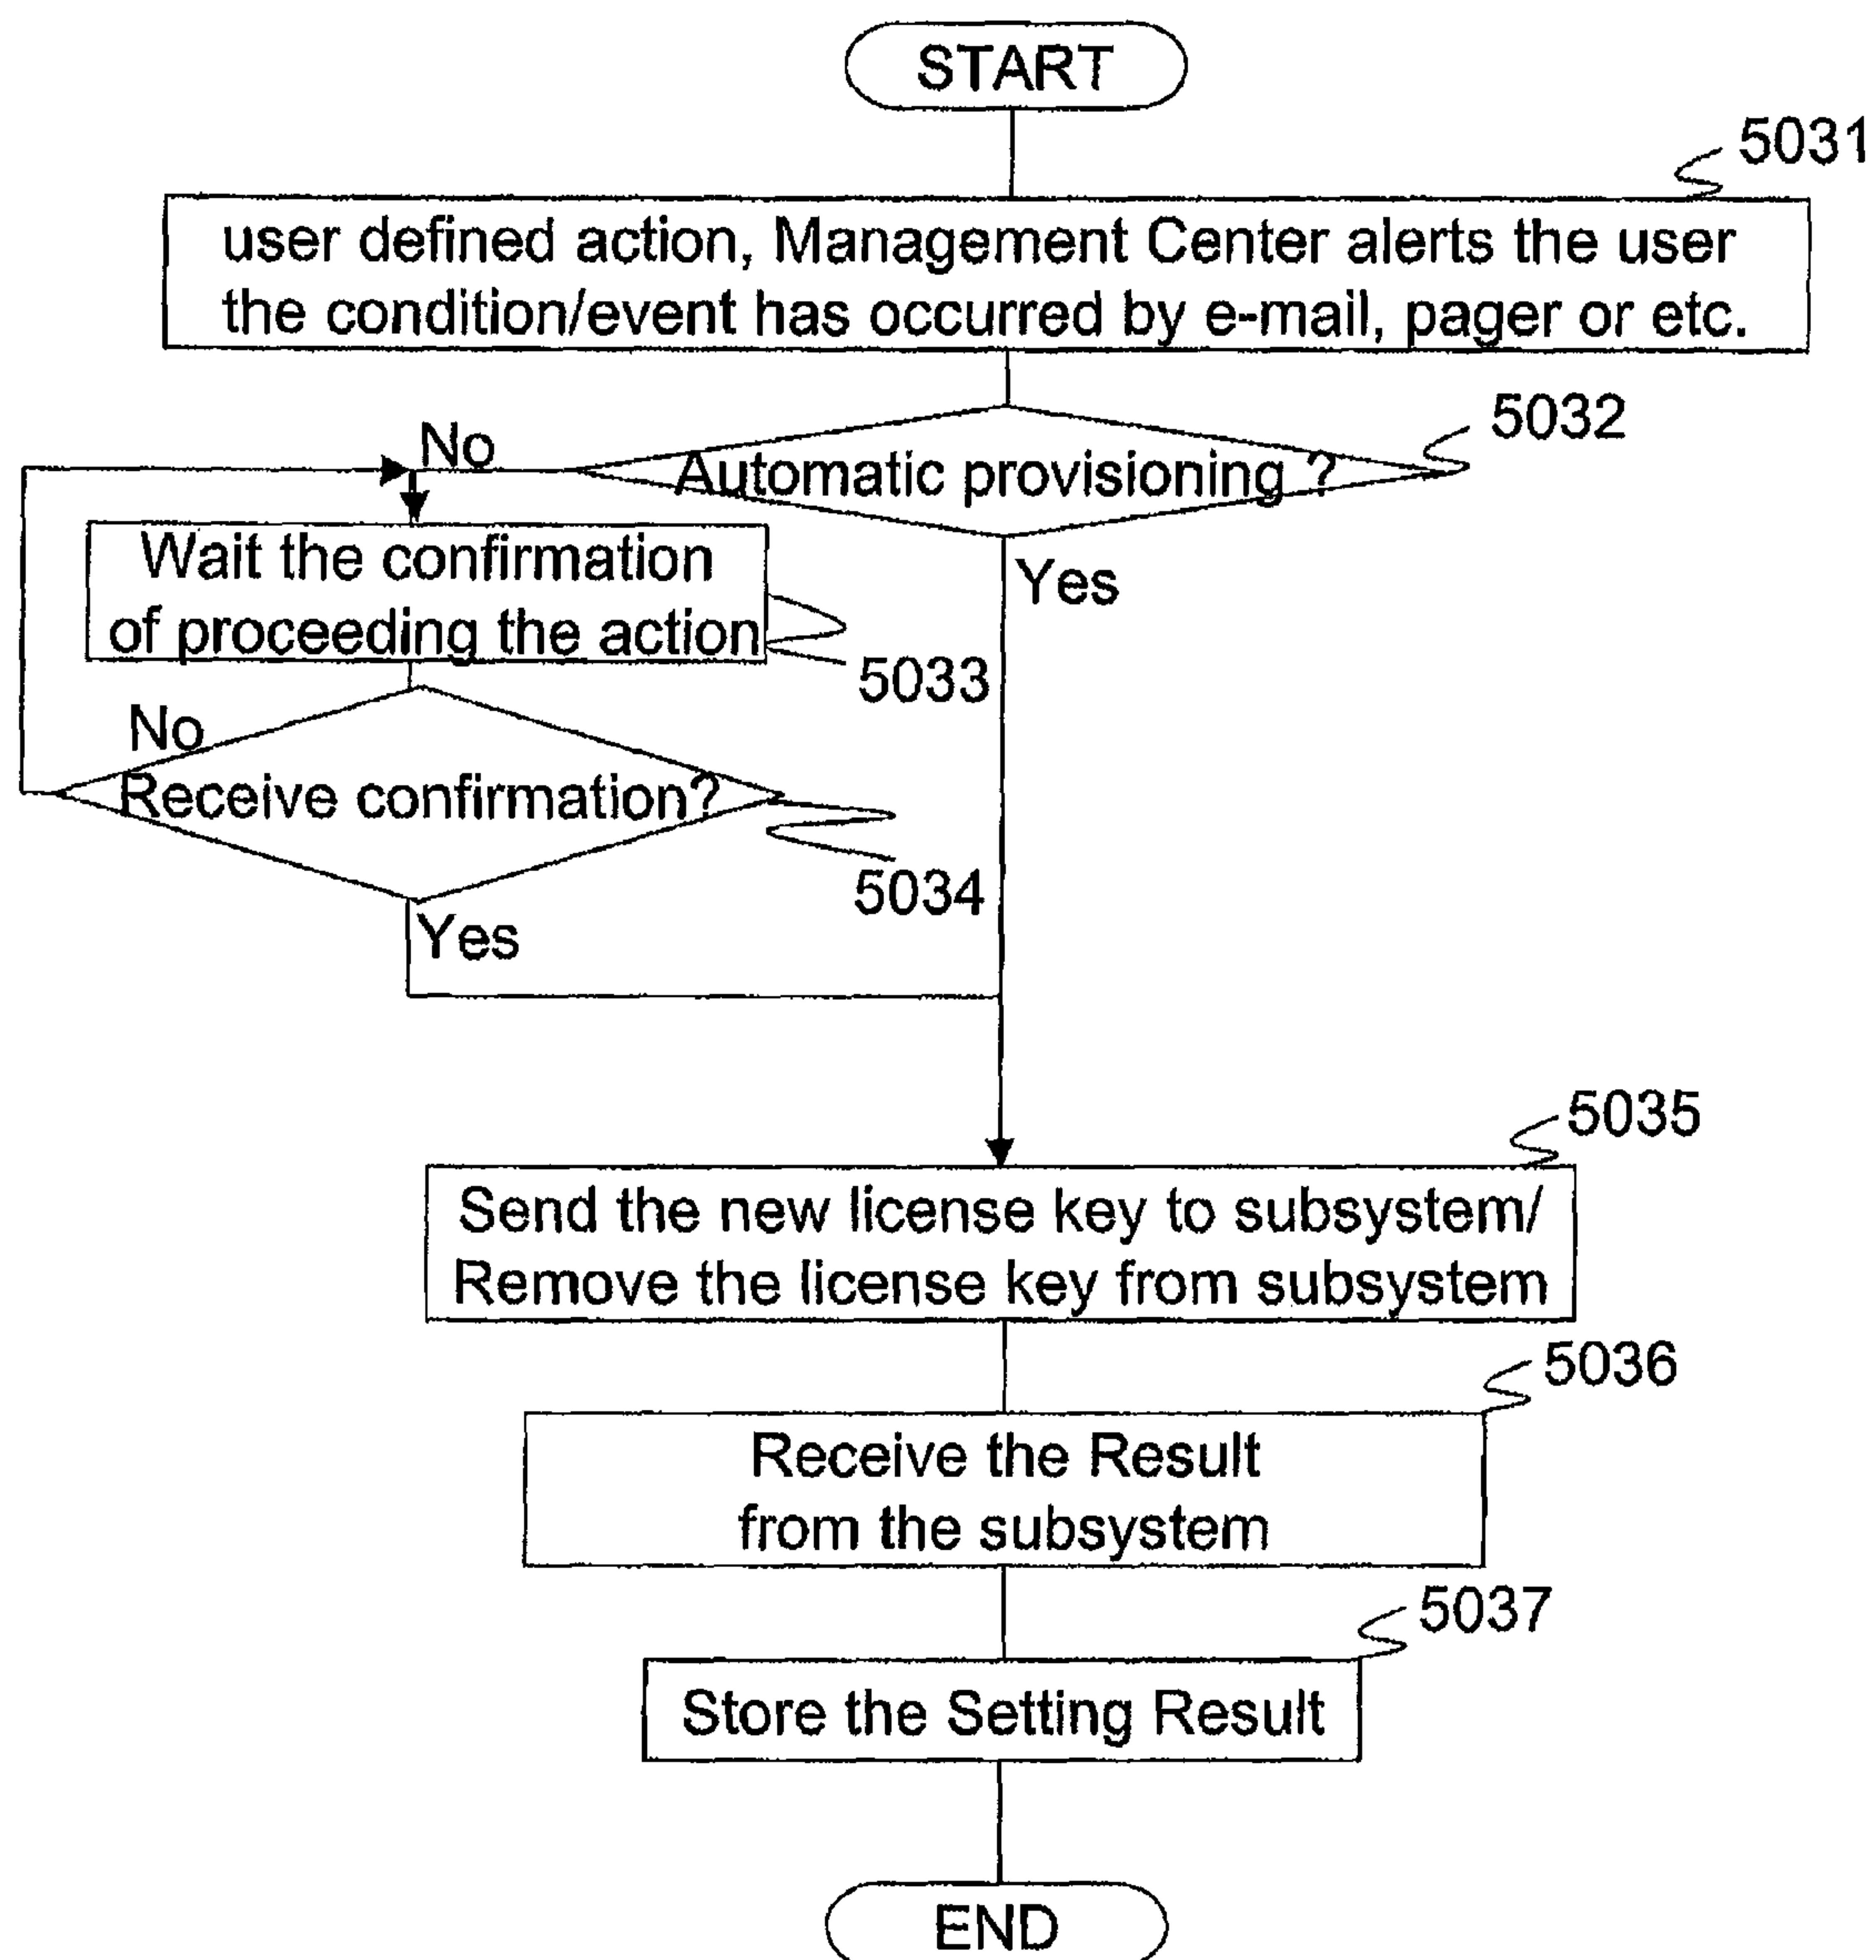 START
5031
user defined action, Management Center alerts the user
the condition/event has occurred by e-mail, pager or etc.
5032
No
Automatic provisioning ?
Wait the confirmation
of proceeding the action
Yes
5033
No
Receive confirmation?
5034
Yes
5035
Send the new license key to subsystem/
Remove the license key from subsystem
5036
Receive the Result
from the subsystem
5037
Store the Setting Result
END